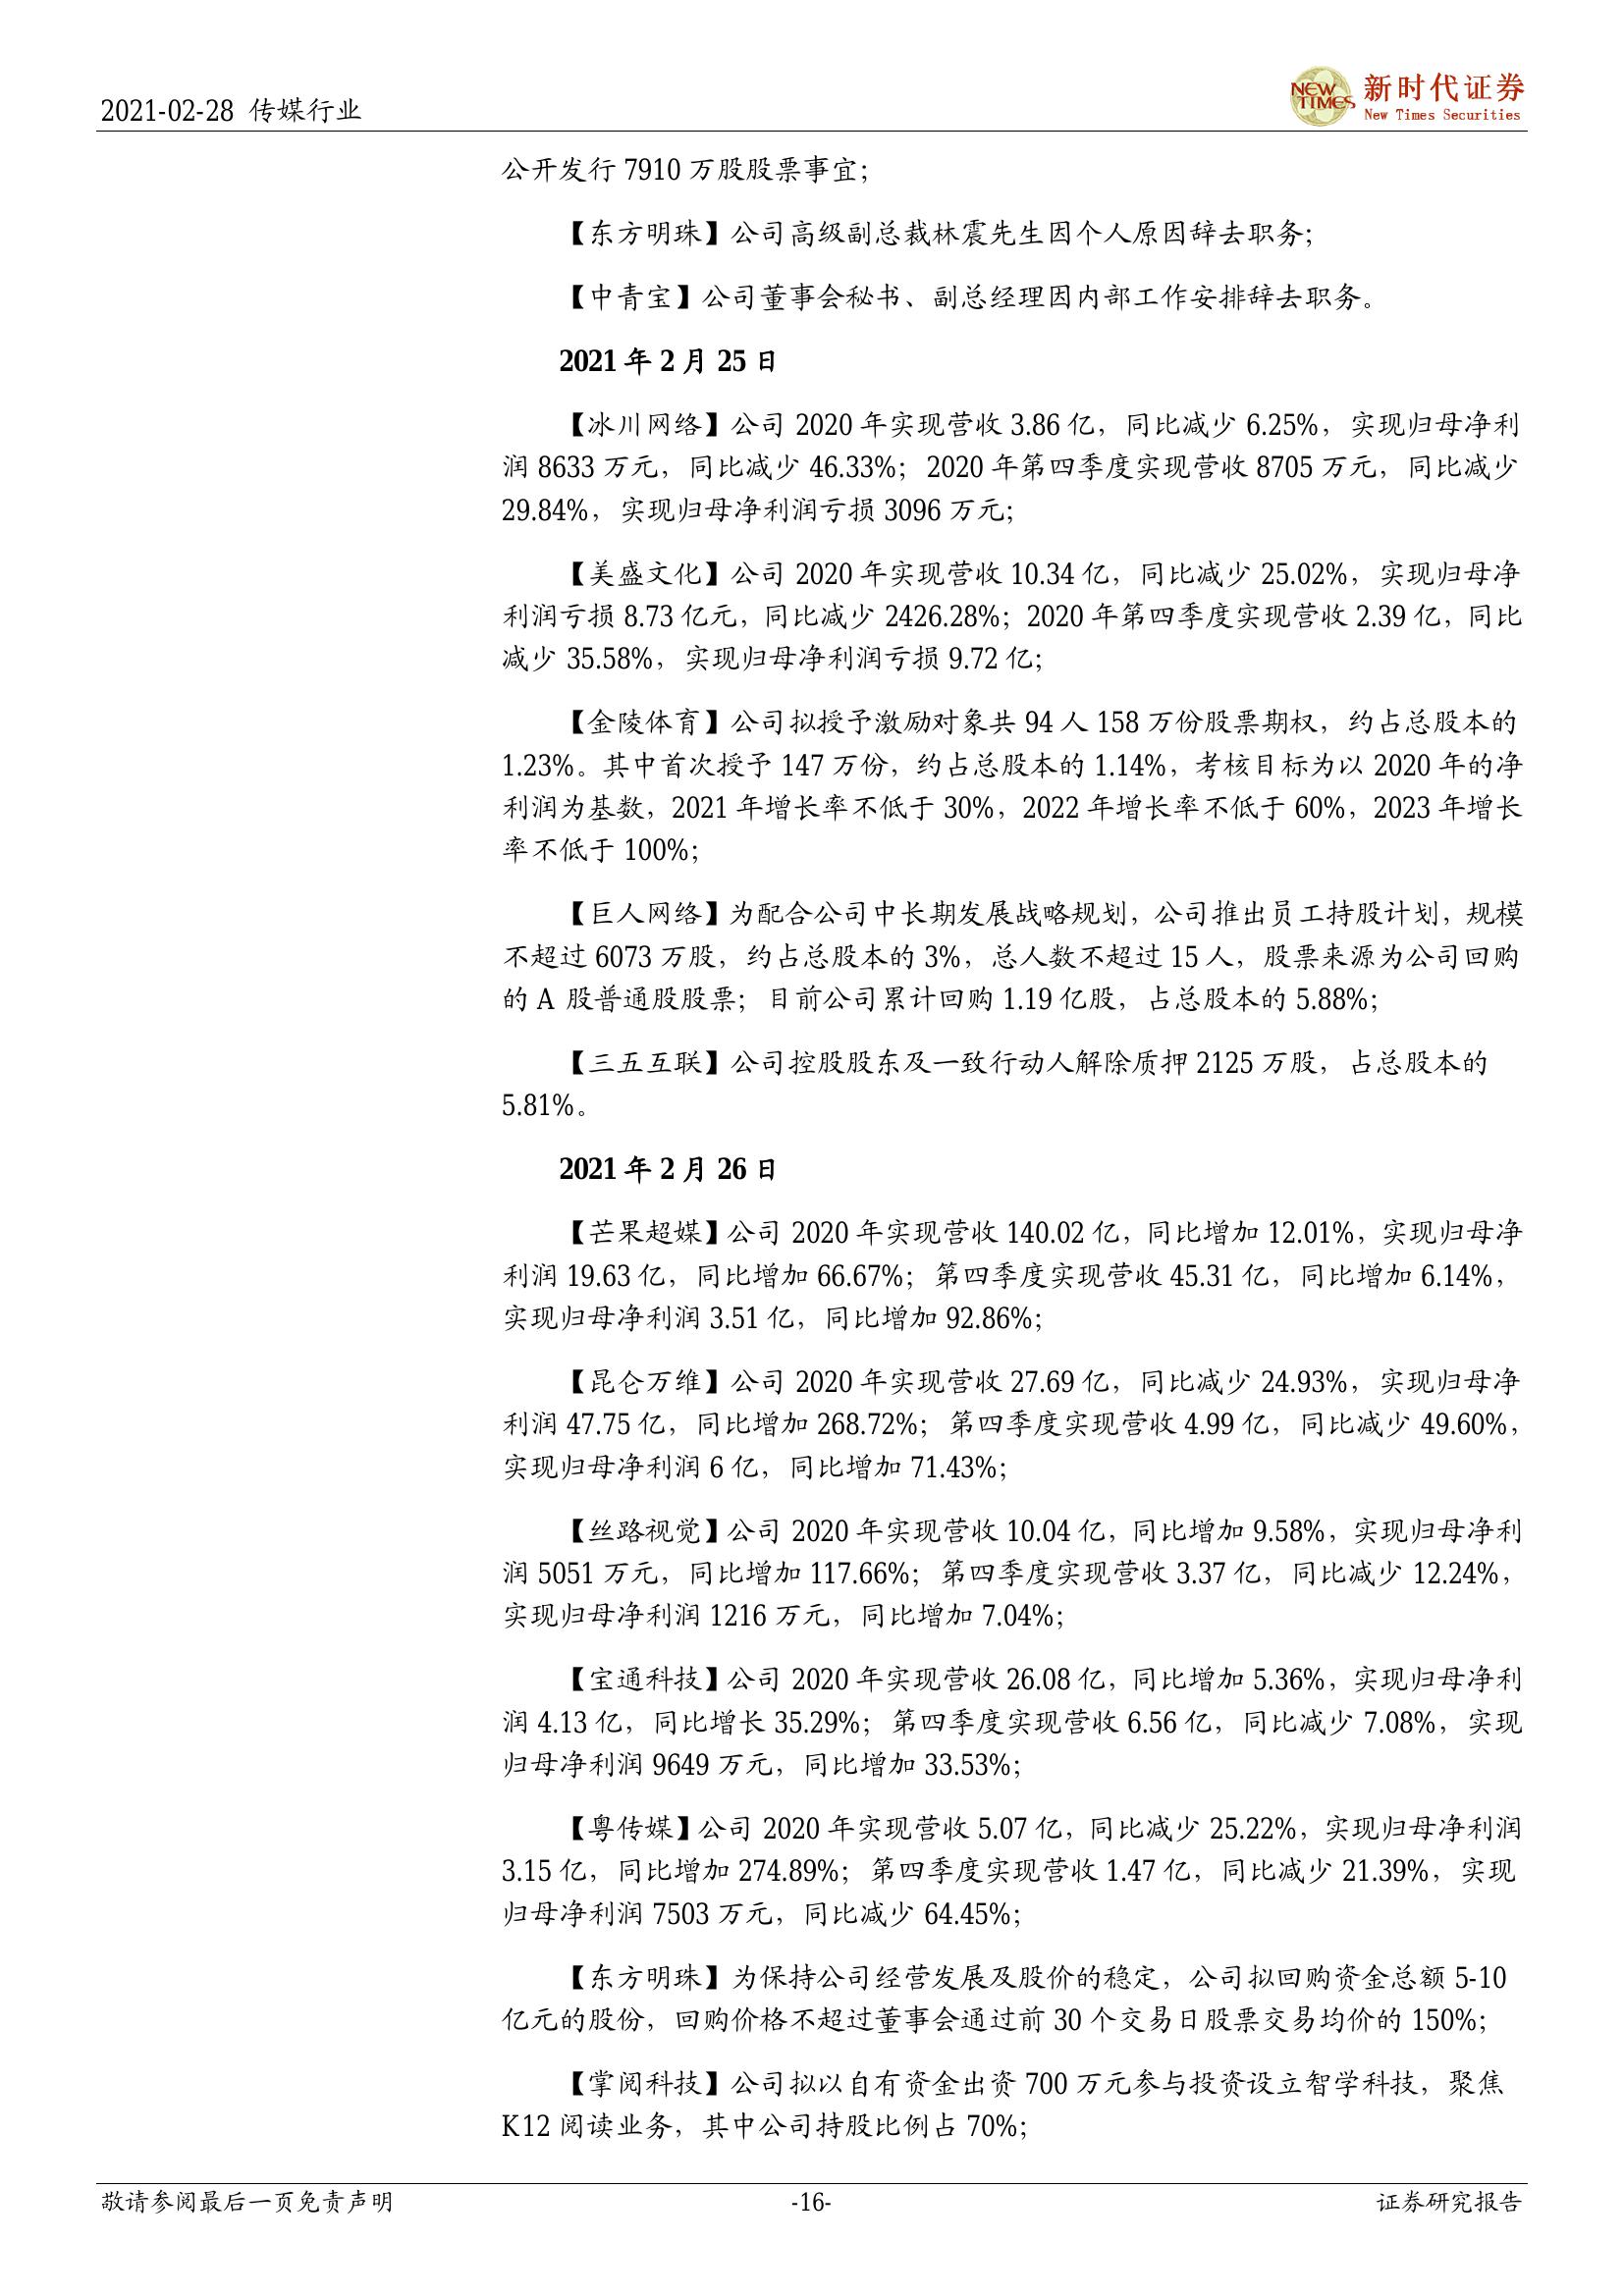 2021-02-28 传媒行业
NEW TIMES 新时代证券
New Times Securities
公开发行 7910 万股股票事宜；
【东方明珠】公司高级副总裁林震先生因个人原因辞去职务；
【中青宝】公司董事会秘书、副总经理因内部工作安排辞去职务。
2021 年 2 月 25 日
【冰川网络】公司 2020 年实现营收 3.86 亿，同比减少 6.25%，实现归母净利
润 8633 万元，同比减少 46.33%；2020 年第四季度实现营收 8705 万元，同比减少
29.84%，实现归母净利润亏损 3096 万元；
【美盛文化】公司 2020 年实现营收 10.34 亿，同比减少 25.02%，实现归母净
利润亏损 8.73 亿元，同比减少 2426.28%；2020 年第四季度实现营收 2.39 亿，同比
减少 35.58%，实现归母净利润亏损 9.72 亿；
【金陵体育】公司拟授予激励对象共 94 人 158 万份股票期权，约占总股本的
1.23%。其中首次授予 147 万份，约占总股本的 1.14%，考核目标为以 2020 年的净
利润为基数，2021 年增长率不低于 30%，2022 年增长率不低于 60%，2023 年增长
率不低于 100%；
【巨人网络】为配合公司中长期发展战略规划，公司推出员工持股计划，规模
不超过 6073 万股，约占总股本的 3%，总人数不超过 15 人，股票来源为公司回购
的 A 股普通股股票；目前公司累计回购 1.19 亿股，占总股本的 5.88%；
【三五互联】公司控股股东及一致行动人解除质押 2125 万股，占总股本的
5.81%。
2021 年 2 月 26 日
【芒果超媒】公司 2020 年实现营收 140.02 亿，同比增加 12.01%，实现归母净
利润 19.63 亿，同比增加 66.67%；第四季度实现营收 45.31 亿，同比增加 6.14%，
实现归母净利润 3.51 亿，同比增加 92.86%；
【昆仑万维】公司 2020 年实现营收 27.69 亿，同比减少 24.93%，实现归母净
利润 47.75 亿，同比增加 268.72%；第四季度实现营收 4.99 亿，同比减少 49.60%，
实现归母净利润 6 亿，同比增加 71.43%；
【丝路视觉】公司 2020 年实现营收 10.04 亿，同比增加 9.58%，实现归母净利
润 5051 万元，同比增加 117.66%；第四季度实现营收 3.37 亿，同比减少 12.24%，
实现归母净利润 1216 万元，同比增加 7.04%；
【宝通科技】公司 2020 年实现营收 26.08 亿，同比增加 5.36%，实现归母净利
润 4.13 亿，同比增长 35.29%；第四季度实现营收 6.56 亿，同比减少 7.08%，实现
归母净利润 9649 万元，同比增加 33.53%；
【粤传媒】公司 2020 年实现营收 5.07 亿，同比减少 25.22%，实现归母净利润
3.15 亿，同比增加 274.89%；第四季度实现营收 1.47 亿，同比减少 21.39%，实现
归母净利润 7503 万元，同比减少 64.45%；
【东方明珠】为保持公司经营发展及股价的稳定，公司拟回购资金总额 5-10
亿元的股份，回购价格不超过董事会通过前 30 个交易日股票交易均价的 150%；
【掌阅科技】公司拟以自有资金出资 700 万元参与投资设立智学科技，聚焦
K12 阅读业务，其中公司持股比例占 70%；
敬请参阅最后一页免责声明 -16- 证券研究报告